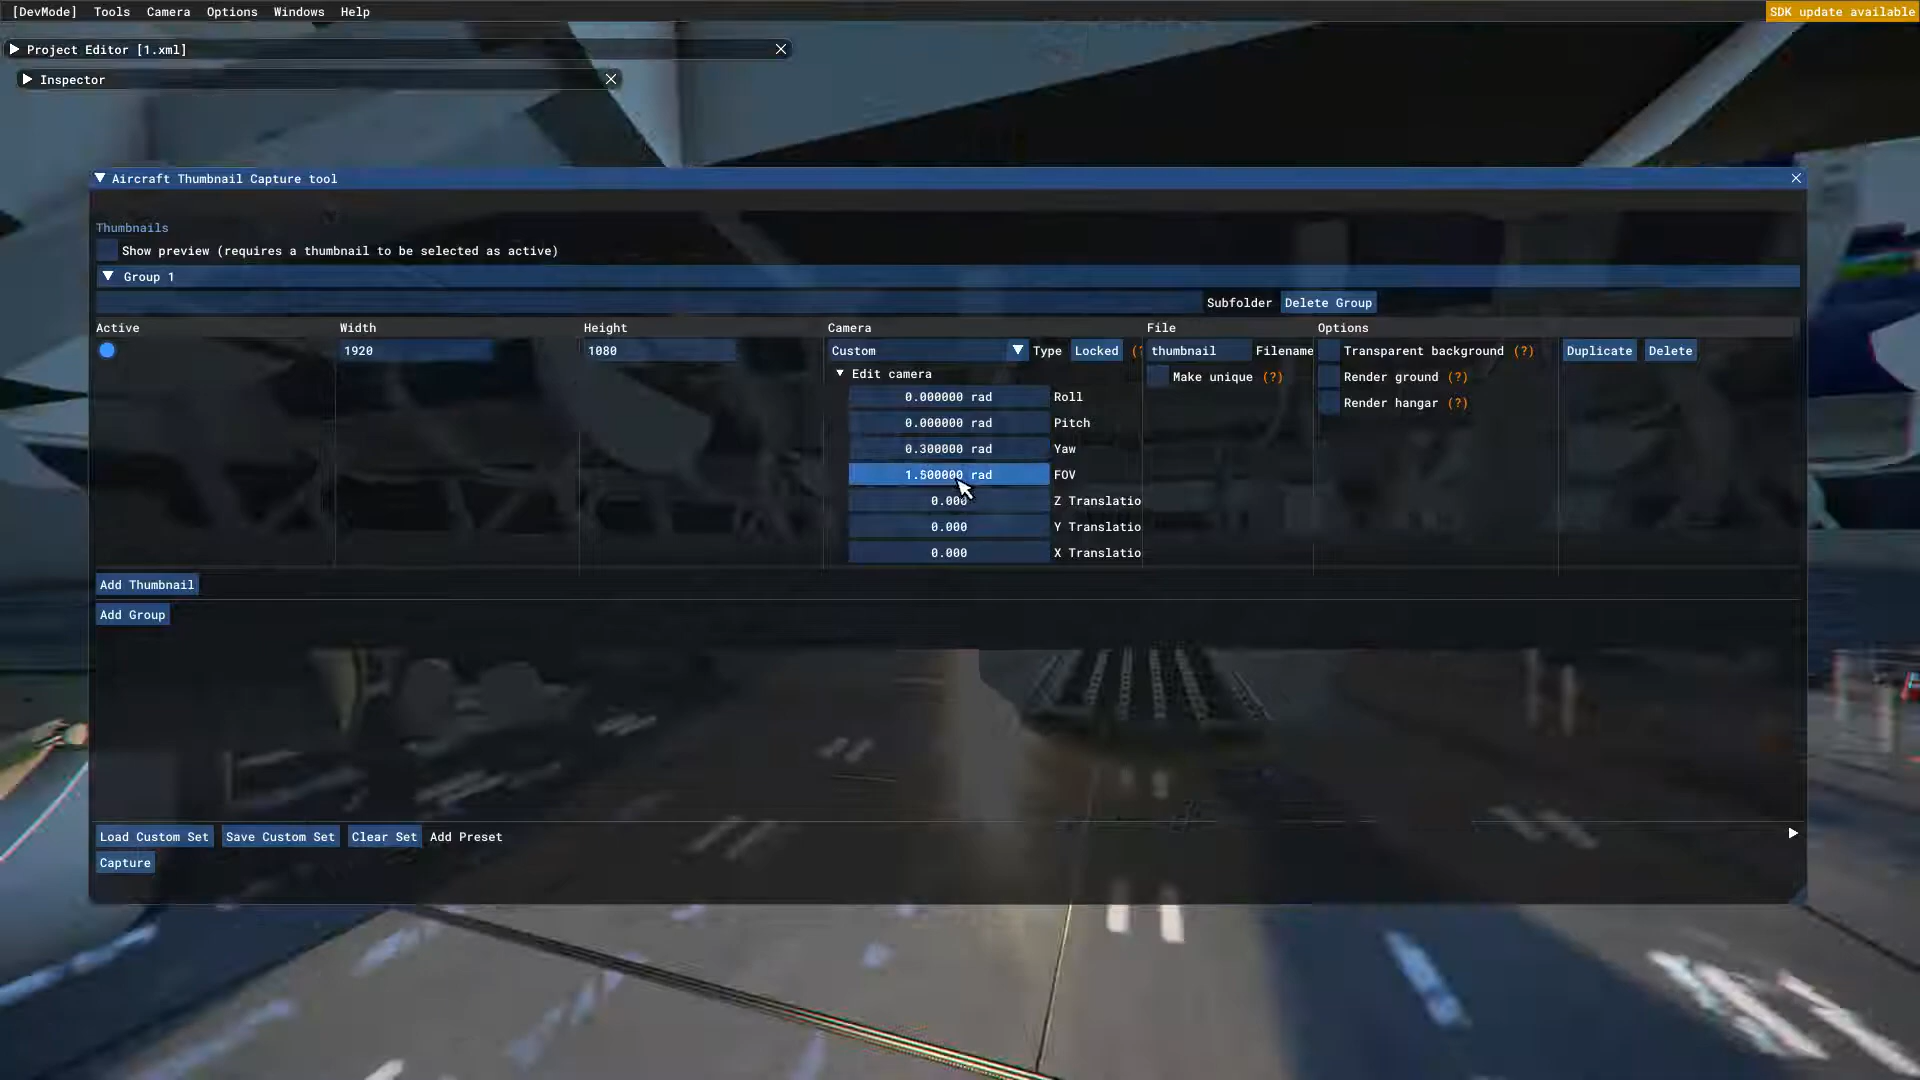 [DevMode] Tools Camera Options Windows Help SDK update available
Project Editor [1.xml]
Inspector
Aircraft Thumbnail Capture tool
Thumbnails
Show preview (requires a thumbnail to be selected as active)
Group 1
Subfolder Delete Group
Active Width Height Camera File Options
1920 1080 Custom Type Locked (? thumbnail Filename Transparent background (?) Duplicate Delete
Edit camera Make unique (?) Render ground (?)
0.000000 rad Roll Render hangar (?)
0.000000 rad Pitch
0.300000 rad Yaw
1.500000 rad FOV
0.000 Z Translatio
0.000 Y Translatio
0.000 X Translatio
Add Thumbnail
Add Group
Load Custom Set Save Custom Set Clear Set Add Preset
Capture